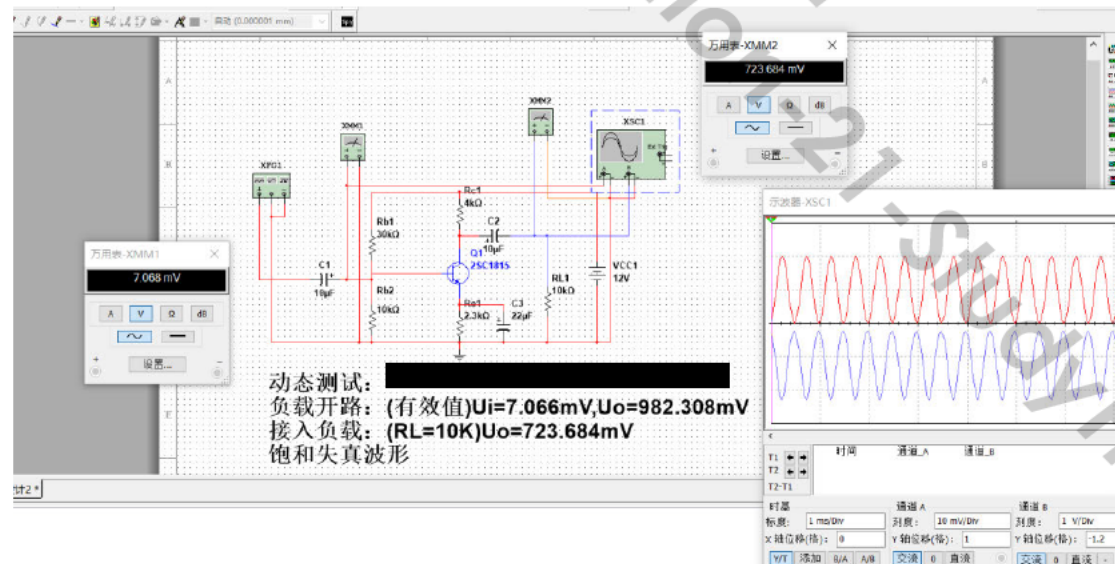 自动 (0.000001 mm)
万用表-XMM2
723.684 mV
A V Ω dB
设置...
XMM2
XSC1
XMM1
XFG1
Rc1
4kΩ
Rb1
30kΩ
C2
10µF
Q1
2SC1815
万用表-XMM1
7.068 mV
A V Ω dB
设置...
C1
10µF
Rb2
10kΩ
Re1
2.3kΩ
C3
22µF
RL1
10kΩ
VCC1
12V
示波器-XSC1
动态测试：
负载开路：(有效值)Ui=7.066mV,Uo=982.308mV
接入负载：(RL=10K)Uo=723.684mV
饱和失真波形
时间 通道_A 通道_B
T1
T2
T2-T1
时基 通道 A 通道 B
标度： 1 ms/Div 刻度： 10 mV/Div 刻度： 1 V/Div
X 轴位移(格)： 0 Y 轴位移(格)： 1 Y 轴位移(格)： -1.2
Y/T 添加 B/A A/B 交流 0 直流 交流 0 直流 -
A
B
E
A
B